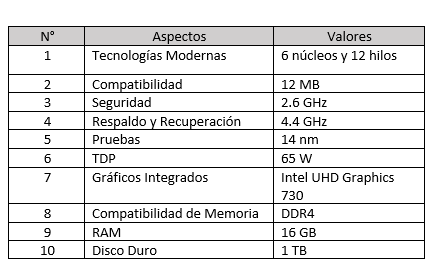 N° Aspectos Valores
1 Tecnologías Modernas 6 núcleos y 12 hilos
2 Compatibilidad 12 MB
3 Seguridad 2.6 GHz
4 Respaldo y Recuperación 4.4 GHz
5 Pruebas 14 nm
6 TDP 65 W
7 Gráficos Integrados Intel UHD Graphics
730
8 Compatibilidad de Memoria DDR4
9 RAM 16 GB
10 Disco Duro 1 TB